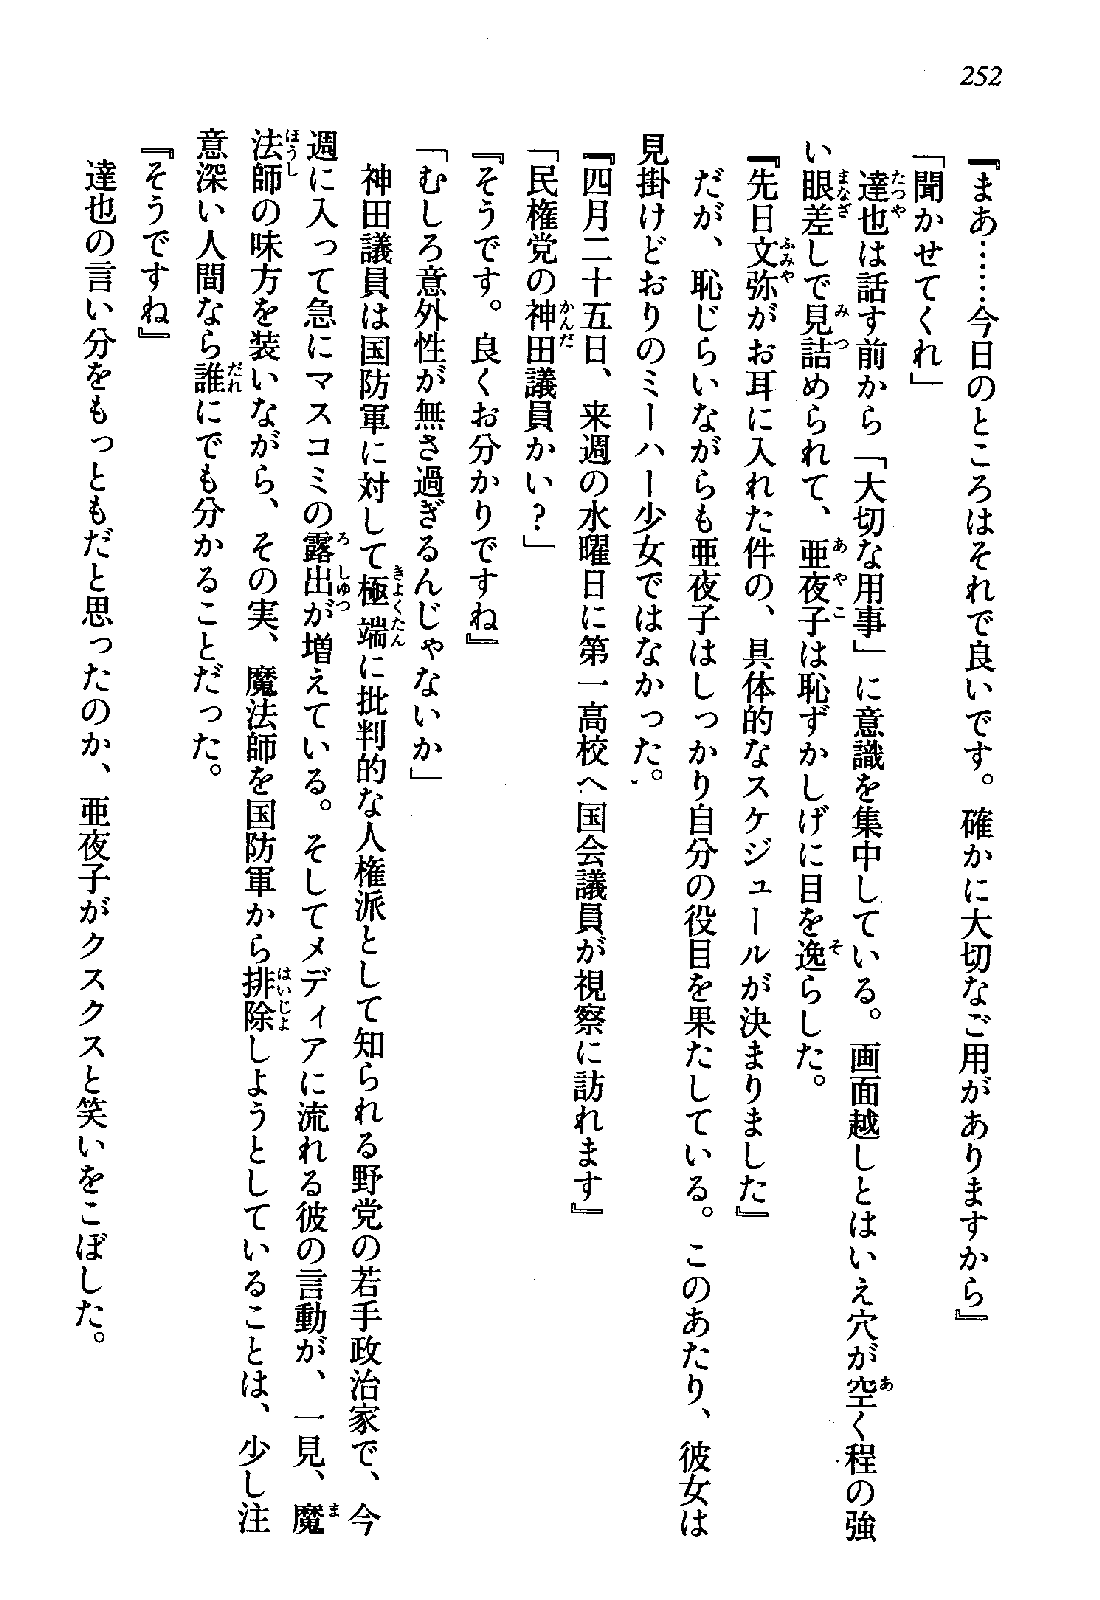 252
『まあ……今日のところはそれで良いです。確かに大切なご用がありますから』
「聞かせてくれ」
達也は話す前から「大切な用事」に意識を集中している。画面越しとはいえ穴が空く程の強
い眼差しで見詰められて、亜夜子は恥ずかしげに目を逸らした。
『先日文弥がお耳に入れた件の、具体的なスケジュールが決まりました』
だが、恥じらいながらも亜夜子はしっかり自分の役目を果たしている。このあたり、彼女は
見掛けどおりのミーハー少女ではなかった。
『四月二十五日、来週の水曜日に第一高校へ国会議員が視察に訪れます』
「民権党の神田議員かい?」
『そうです。良くお分かりですね』
「むしろ意外性が無さ過ぎるんじゃないか」
神田議員は国防軍に対して極端に批判的な人権派として知られる野党の若手政治家で、今
週に入って急にマスコミの露出が増えている。そしてメディアに流れる彼の言動が、一見、魔
法師の味方を装いながら、その実、魔法師を国防軍から排除しようとしていることは、少し注
意深い人間なら誰にでも分かることだった。
『そうですね』
達也の言い分をもっともだと思ったのか、亜夜子がクスクスと笑いをこぼした。